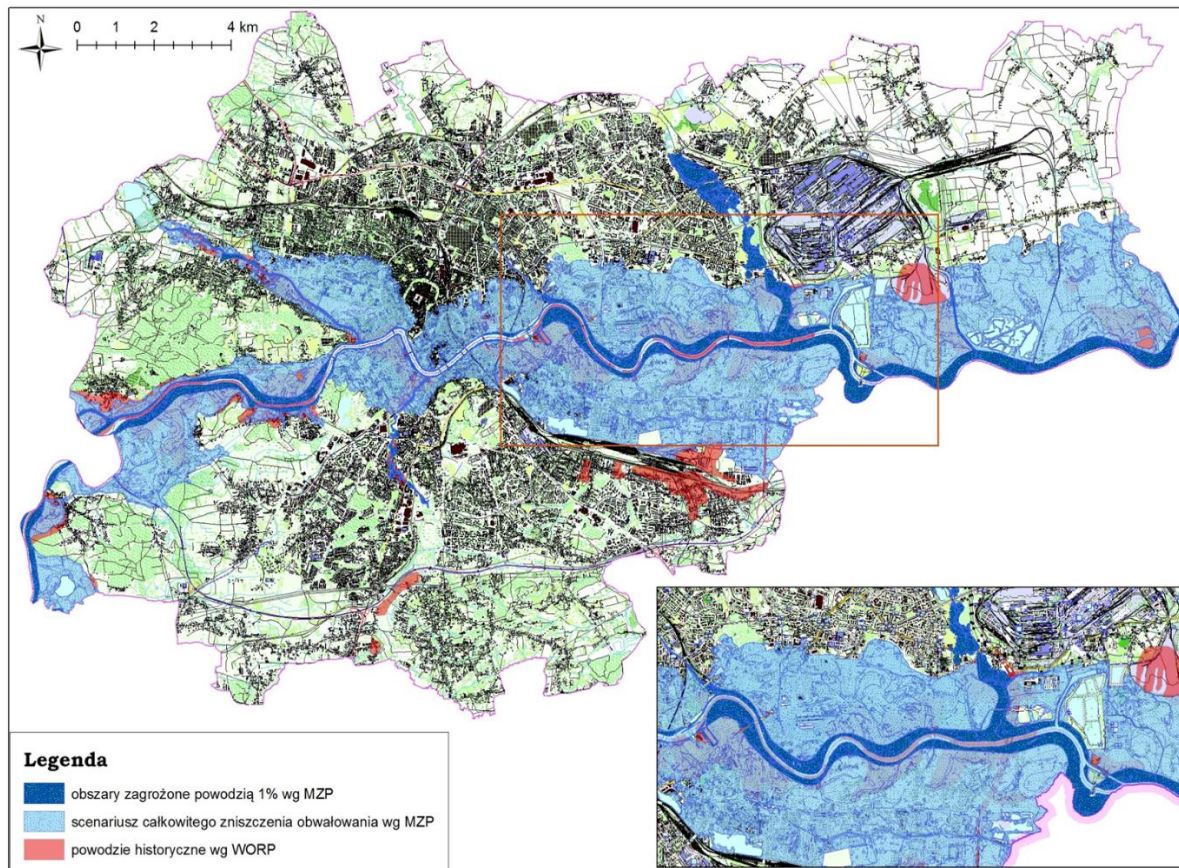 N
0 1 2 4 km
Legenda
obszary zagrożone powodzią 1% wg MZP
scenariusz całkowitego zniszczenia obwałowania wg MZP
powodzie historyczne wg WORP